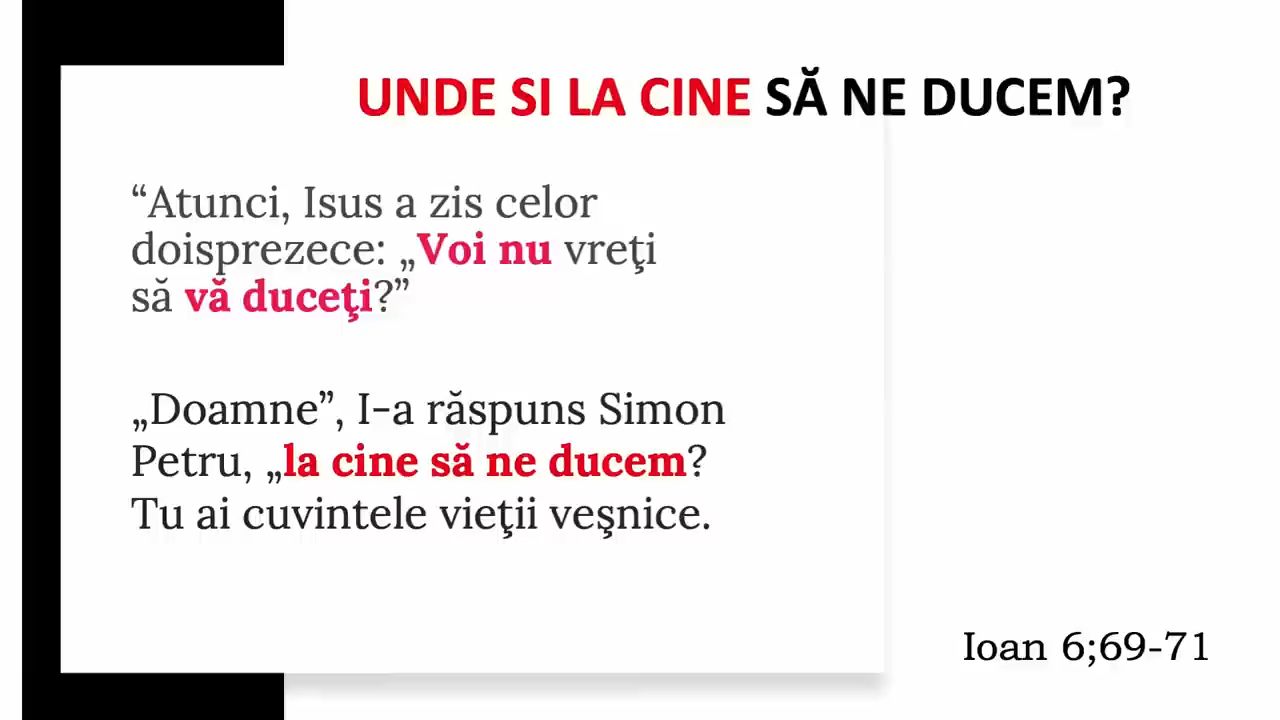 UNDE SI LA CINE SĂ NE DUCEM?
“Atunci, Isus a zis celor
doisprezece: „Voi nu vreţi
să vă duceţi?”
„Doamne”, I-a răspuns Simon
Petru, „la cine să ne ducem?
Tu ai cuvintele vieţii veşnice.
Ioan 6;69-71